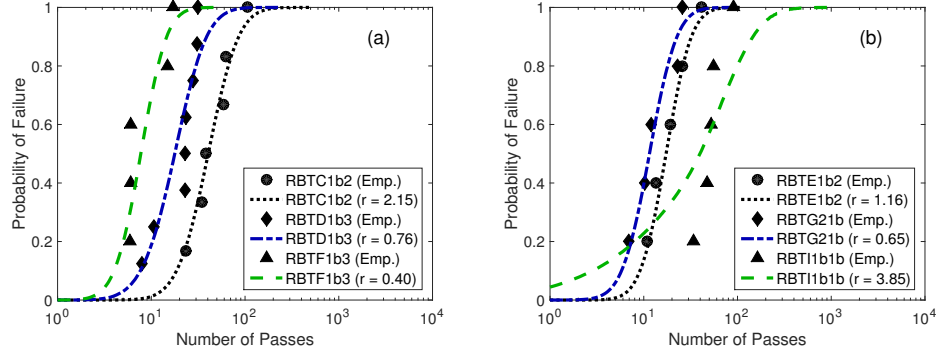 (a)
Probability of Failure
1
0.8
0.6
0.4
0.2
0
RBTC1b2 (Emp.)
RBTC1b2 (r = 2.15)
RBTD1b3 (Emp.)
RBTD1b3 (r = 0.76)
RBTF1b3 (Emp.)
RBTF1b3 (r = 0.40)
10^0 10^1 10^2 10^3 10^4
Number of Passes
(b)
Probability of Failure
1
0.8
0.6
0.4
0.2
0
RBTE1b2 (Emp.)
RBTE1b2 (r = 1.16)
RBTG21b (Emp.)
RBTG21b (r = 0.65)
RBTI1b1b (Emp.)
RBTI1b1b (r = 3.85)
10^0 10^1 10^2 10^3 10^4
Number of Passes